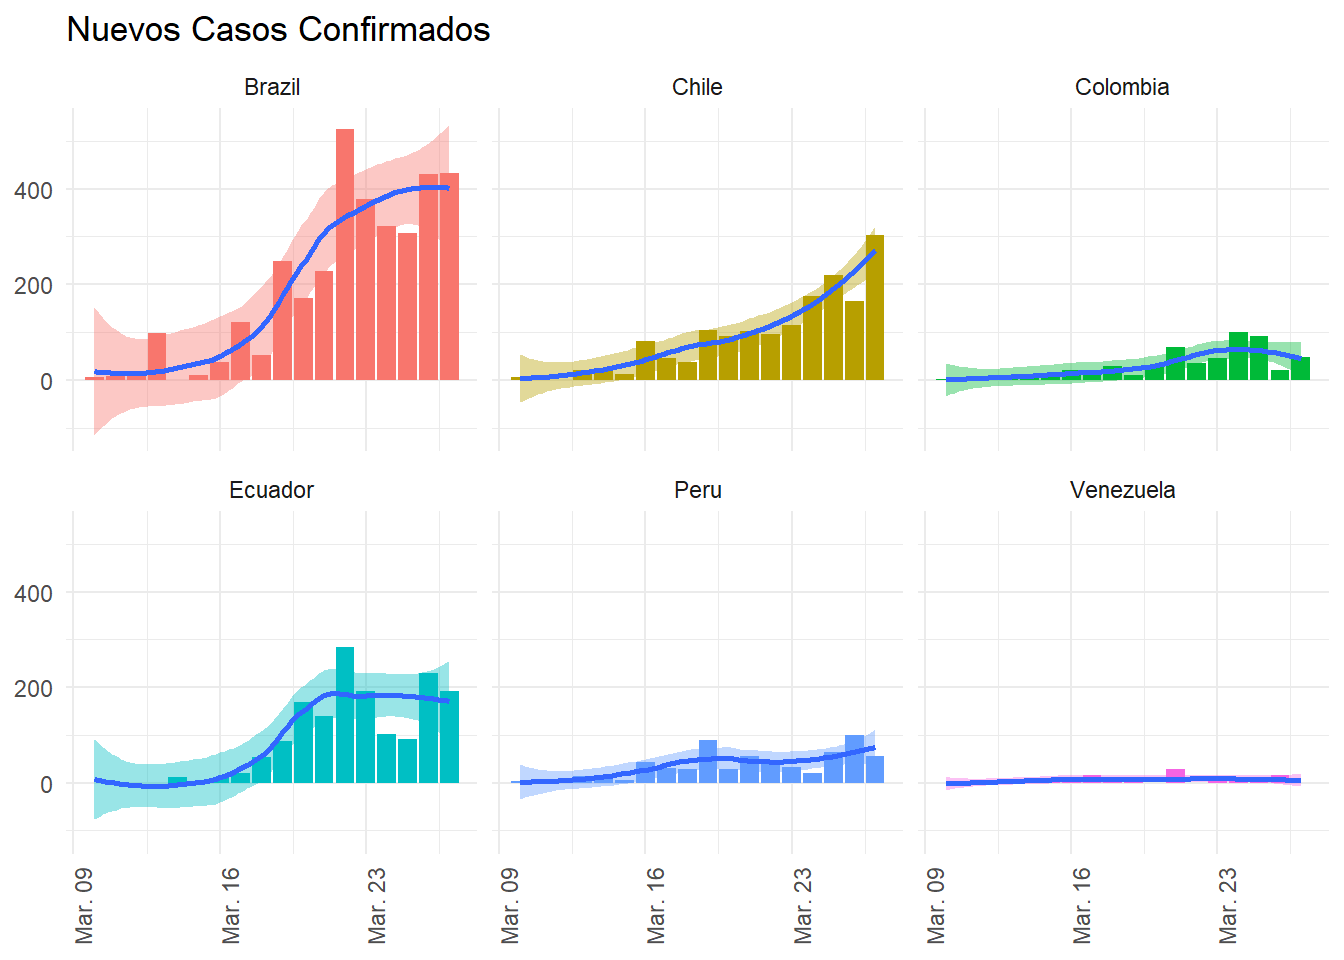 Nuevos Casos Confirmados
Brazil
Chile
Colombia
400
200
0
Ecuador
Peru
Venezuela
400
200
0
Mar. 09
Mar. 16
Mar. 23
Mar. 09
Mar. 16
Mar. 23
Mar. 09
Mar. 16
Mar. 23